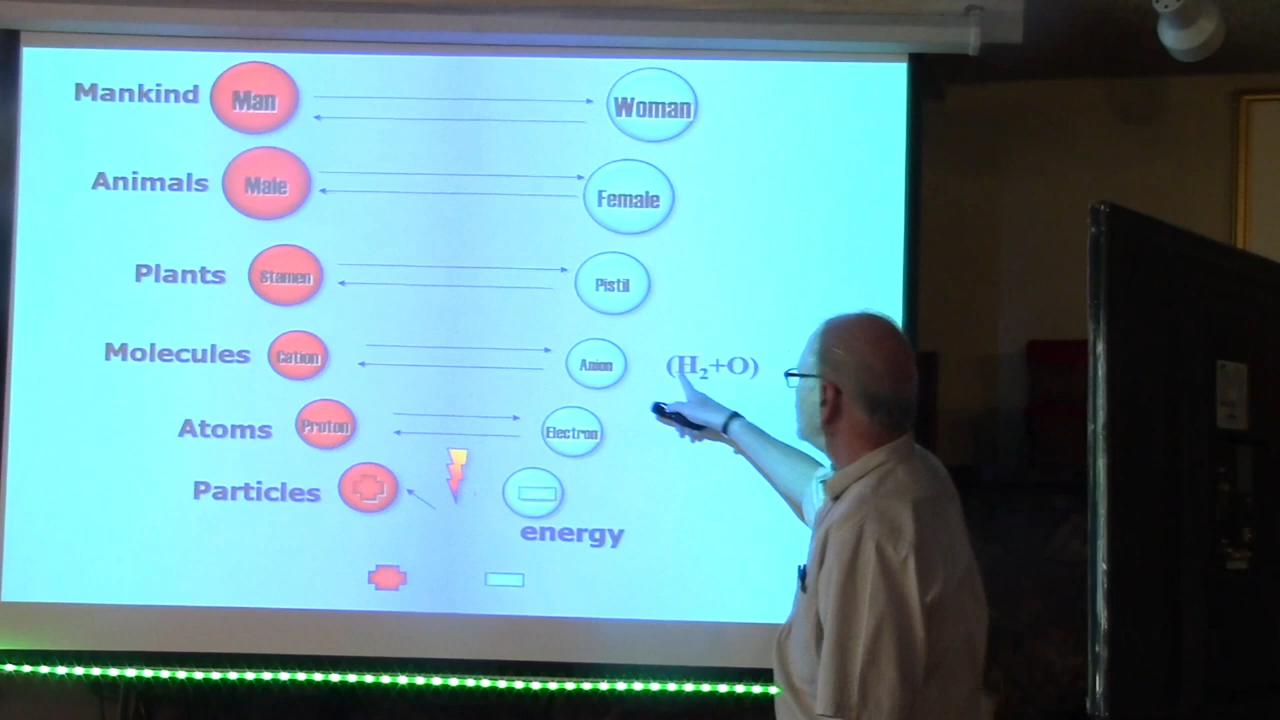 Mankind Man Woman
Animals Male Female
Plants Stamen Pistil
Molecules Cation Anion (H₂+O)
Atoms Proton Electron
Particles
energy